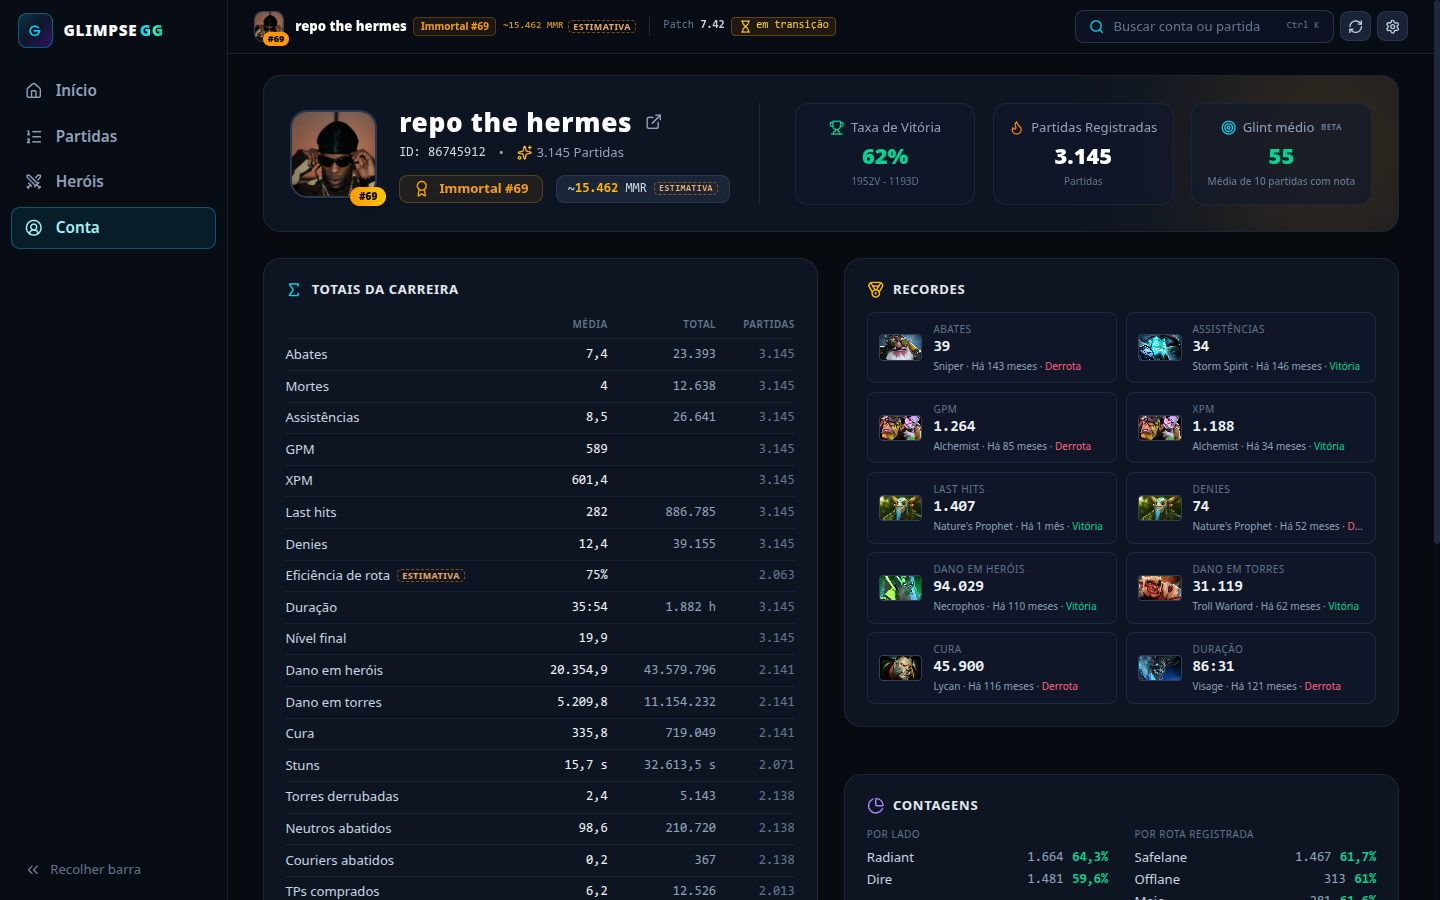 GLIMPSE GG
Início
Partidas
Heróis
Conta
Recolher barra
#69
repo the hermes
Immortal #69
~15.462 MMR
ESTIMATIVA
Patch 7.42
em transição
Buscar conta ou partida
Ctrl K
#69
repo the hermes
ID: 86745912 • 3.145 Partidas
Immortal #69
~15.462 MMR ESTIMATIVA
Taxa de Vitória
62%
1952V - 1193D
Partidas Registradas
3.145
Partidas
Glint médio BETA
55
Média de 10 partidas com nota
TOTAIS DA CARREIRA
MÉDIA TOTAL PARTIDAS
Abates 7,4 23.393 3.145
Mortes 4 12.638 3.145
Assistências 8,5 26.641 3.145
GPM 589 3.145
XPM 601,4 3.145
Last hits 282 886.785 3.145
Denies 12,4 39.155 3.145
Eficiência de rota ESTIMATIVA 75% 2.063
Duração 35:54 1.882 h 3.145
Nível final 19,9 3.145
Dano em heróis 20.354,9 43.579.796 2.141
Dano em torres 5.209,8 11.154.232 2.141
Cura 335,8 719.049 2.141
Stuns 15,7 s 32.613,5 s 2.071
Torres derrubadas 2,4 5.143 2.138
Neutros abatidos 98,6 210.720 2.138
Couriers abatidos 0,2 367 2.138
TPs comprados 6,2 12.526 2.013
RECORDES
ABATES
39
Sniper · Há 143 meses · Derrota
ASSISTÊNCIAS
34
Storm Spirit · Há 146 meses · Vitória
GPM
1.264
Alchemist · Há 85 meses · Derrota
XPM
1.188
Alchemist · Há 34 meses · Vitória
LAST HITS
1.407
Nature's Prophet · Há 1 mês · Vitória
DENIES
74
Nature's Prophet · Há 52 meses · D...
DANO EM HERÓIS
94.029
Necrophos · Há 110 meses · Vitória
DANO EM TORRES
31.119
Troll Warlord · Há 62 meses · Vitória
CURA
45.900
Lycan · Há 116 meses · Derrota
DURAÇÃO
86:31
Visage · Há 121 meses · Derrota
CONTAGENS
POR LADO
Radiant 1.664 64,3%
Dire 1.481 59,6%
POR ROTA REGISTRADA
Safelane 1.467 61,7%
Offlane 313 61%